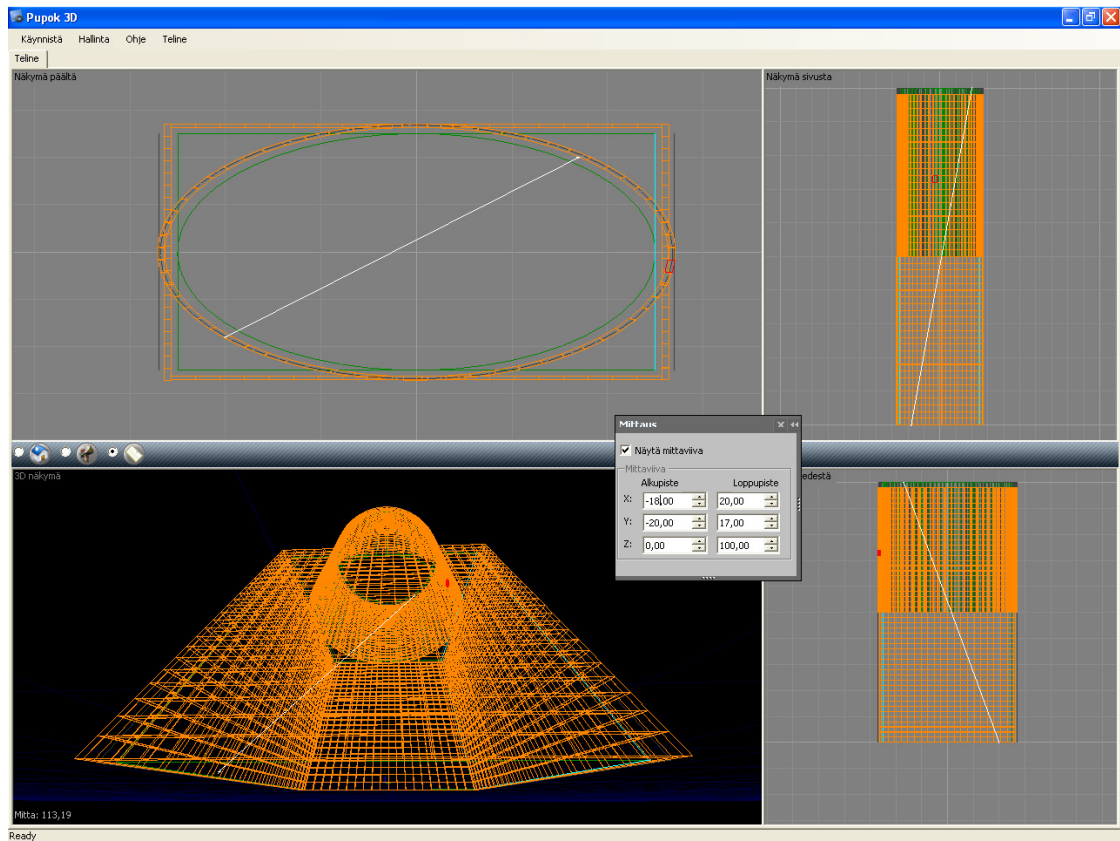 Pupok 3D
Käynnistä Hallinta Ohje Teline
Teline
Näkymä päältä
Näkymä sivusta
Mittaus
Näytä mittaviiva
Mittaviiva
Alkupiste Loppupiste
X: -18,00 20,00
Y: -20,00 17,00
Z: 0,00 100,00
3D näkymä
edestä
Mitta: 113,19
Ready